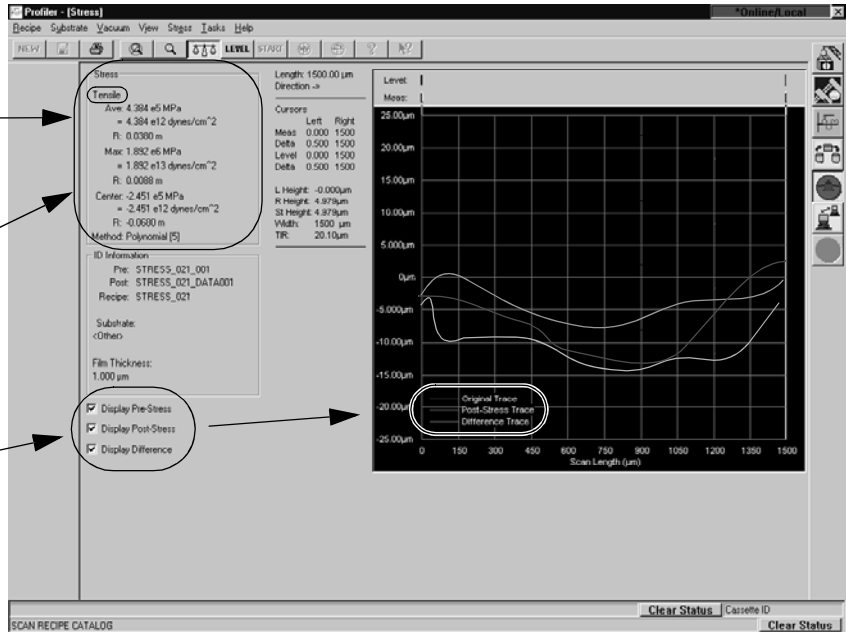 Profiler - [Stress]
*Online/Local
Recipe Substrate Vacuum View Stress Tasks Help
NEW LEVEL START
Stress
Tensile
Ave: 4.384 e5 MPa
= 4.384 e12 dynes/cm^2
R: 0.0380 m
Max: 1.892 e6 MPa
= 1.892 e13 dynes/cm^2
R: 0.0088 m
Center: -2.451 e5 MPa
= -2.451 e12 dynes/cm^2
R: -0.0680 m
Method: Polynomial [5]
ID Information
Pre: STRESS_021_001
Post: STRESS_021_DATA001
Recipe: STRESS_021
Substrate:
<Other>
Film Thickness:
1.000 µm
Display Pre-Stress
Display Post-Stress
Display Difference
Length: 1500.00 µm
Direction ->
Cursors
Left Right
Meas 0.000 1500
Delta 0.500 1500
Level 0.000 1500
Delta 0.500 1500
L Height: -0.000µm
R Height: 4.979µm
St Height: 4.979µm
Width: 1500 µm
TIR: 20.10µm
Level:
Meas:
25.00µm
20.00µm
15.00µm
10.00µm
5.000µm
0µm
-5.000µm
-10.00µm
-15.00µm
-20.00µm
-25.00µm
Original Trace
Post-Stress Trace
Difference Trace
0 150 300 450 600 750 900 1050 1200 1350 1500
Scan Length (µm)
Clear Status Cassette ID
SCAN RECIPE CATALOG
Clear Status